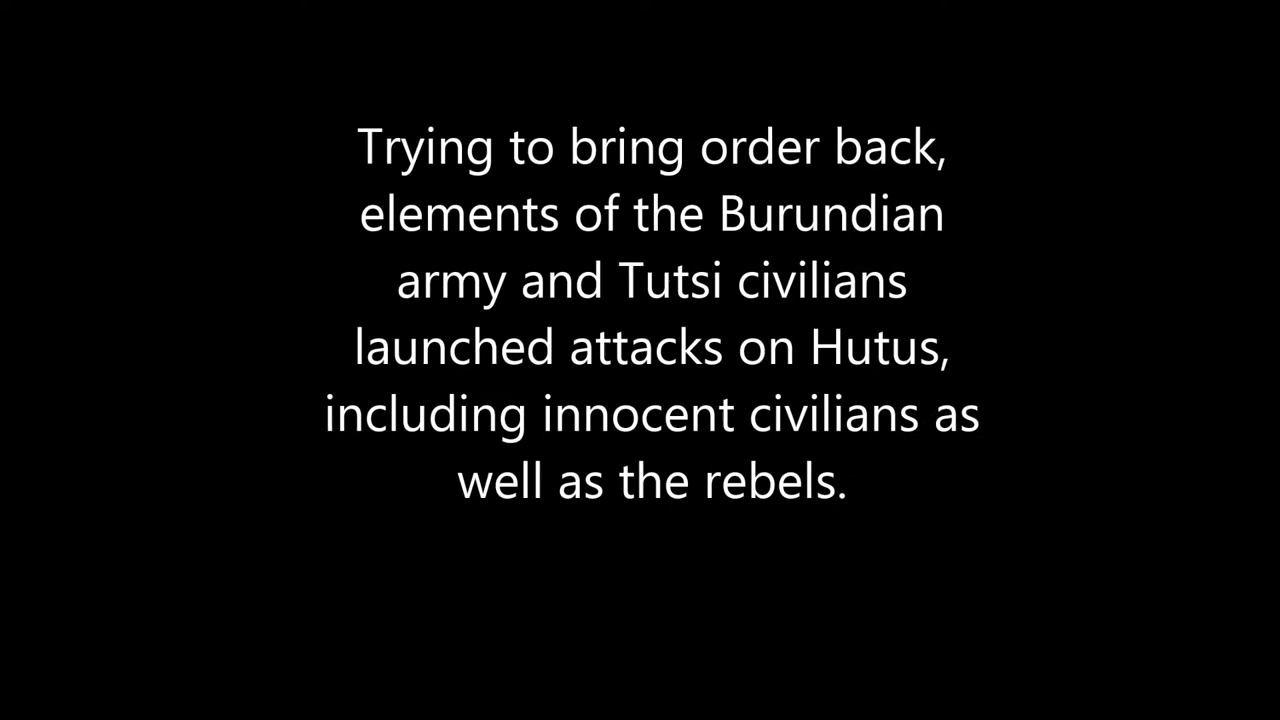 Trying to bring order back,
elements of the Burundian
army and Tutsi civilians
launched attacks on Hutus,
including innocent civilians as
well as the rebels.